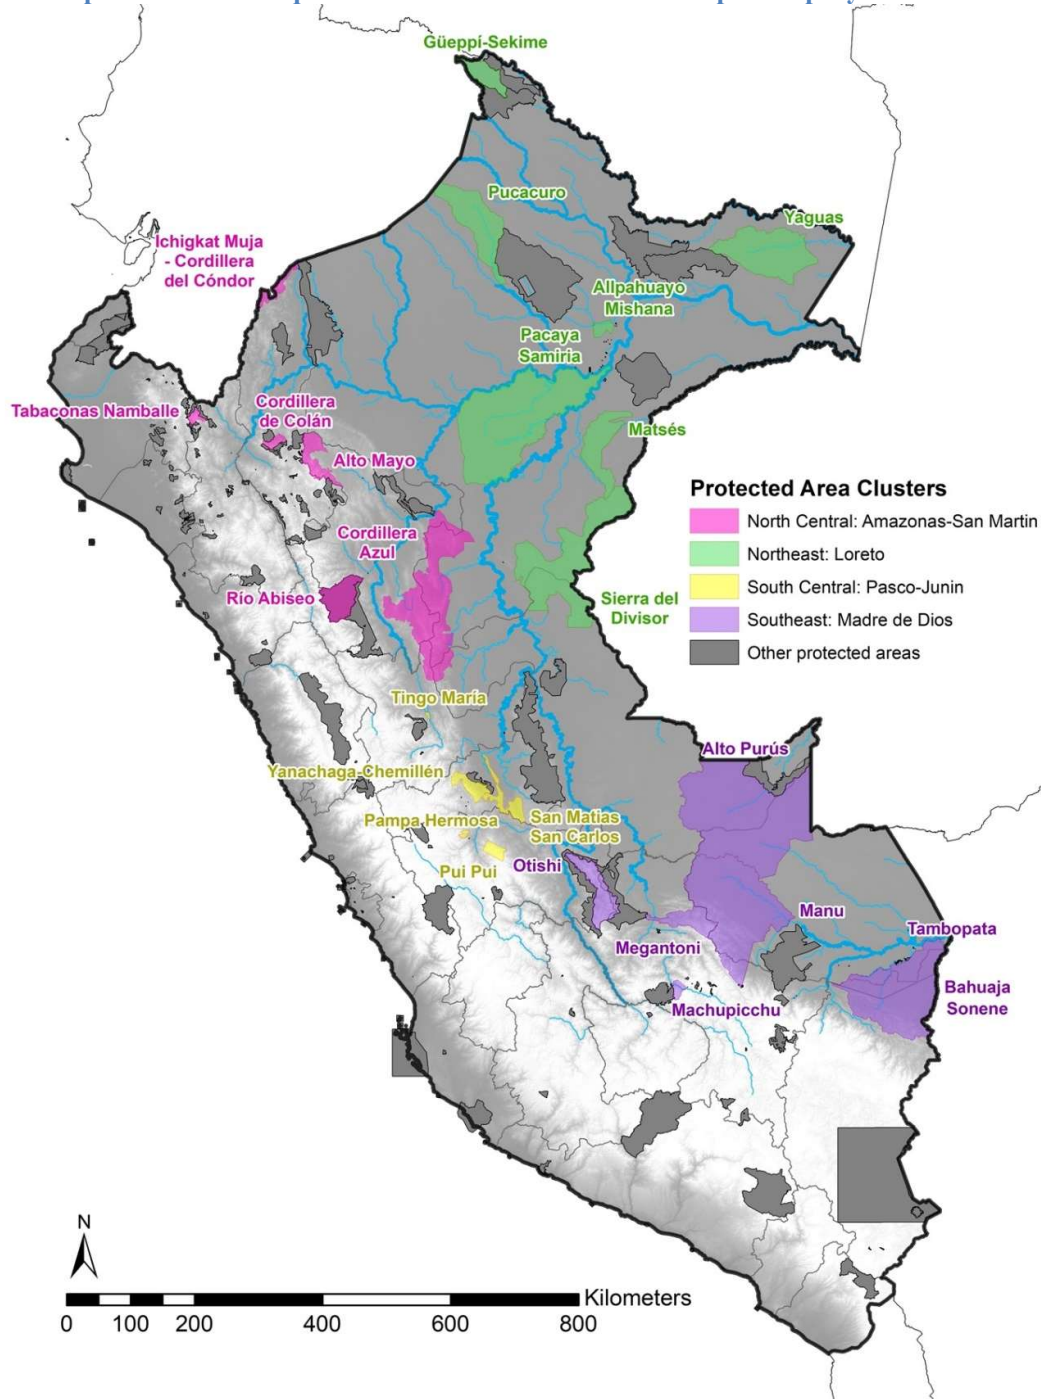 Güeppí-Sekime
Pucacuro
Yaguas
Ichigkat Muja
- Cordillera
del Cóndor
Allpahuayo
Mishana
Pacaya
Samiria
Tabaconas Namballe
Cordillera
de Colán
Matsés
Alto Mayo
Cordillera
Azul
Río Abiseo
Sierra del
Divisor
Protected Area Clusters
North Central: Amazonas-San Martin
Northeast: Loreto
South Central: Pasco-Junin
Southeast: Madre de Dios
Other protected areas
Tingo María
Alto Purús
Yanachaga-Chemillén
Pampa Hermosa
San Matias
San Carlos
Pui Pui
Otishi
Manu
Tambopata
Megantoni
Bahuaja
Sonene
Machupicchu
N
Kilometers
0 100 200 400 600 800